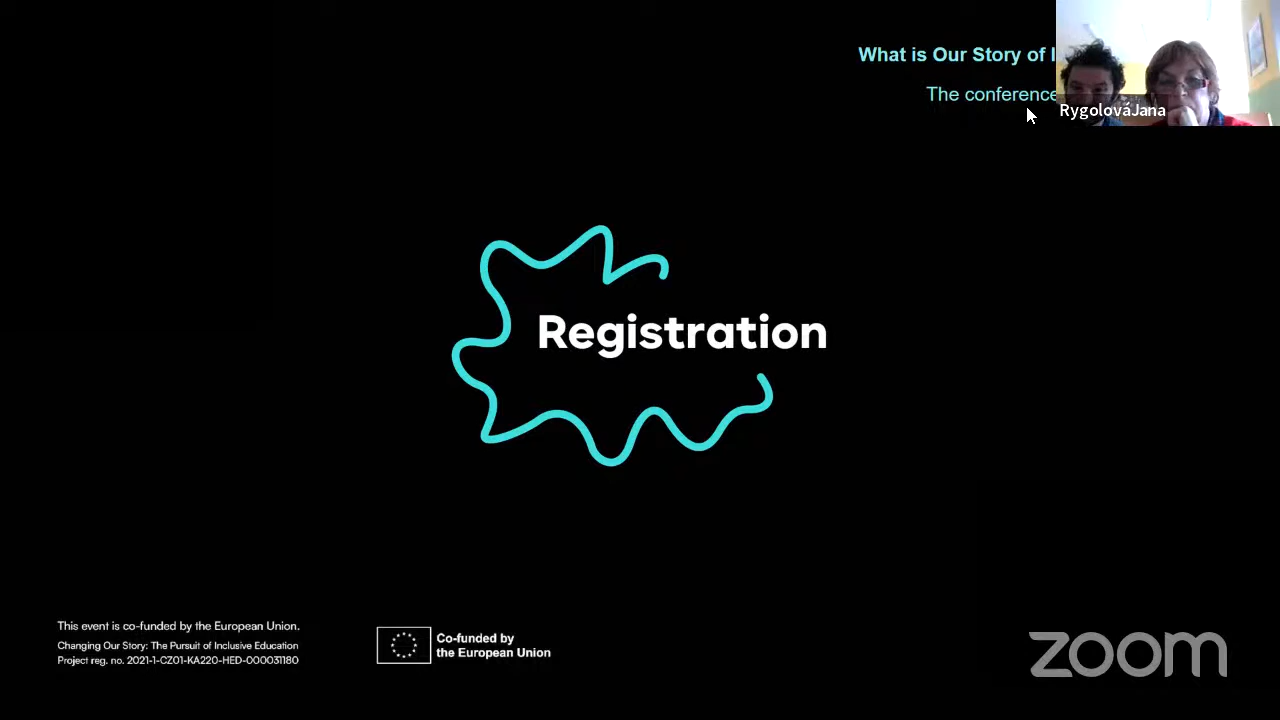 What is Our Story of
The conference
RygolováJana
Registration
This event is co-funded by the European Union.
Changing Our Story: The Pursuit of Inclusive Education
Project reg. no. 2021-1-CZ01-KA220-HED-000031180
Co-funded by
the European Union
zoom